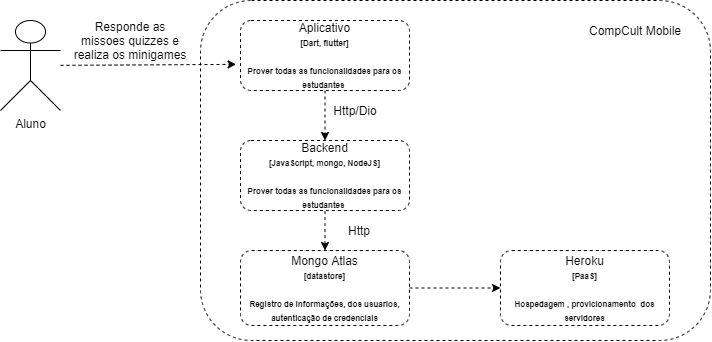 Responde as
missoes quizzes e
realiza os minigames
Aluno
CompCult Mobile
Aplicativo
[Dart, flutter]
Prover todas as funcionalidades para os
estudantes
Http/Dio
Backend
[JavaScript, mongo, NodeJS]
Prover todas as funcionalidades para os
estudantes
Http
Mongo Atlas
[datastore]
Registro de informações, dos usuarios,
autenticação de credenciais
Heroku
[PaaS]
Hospedagem , provicionamento dos
servidores